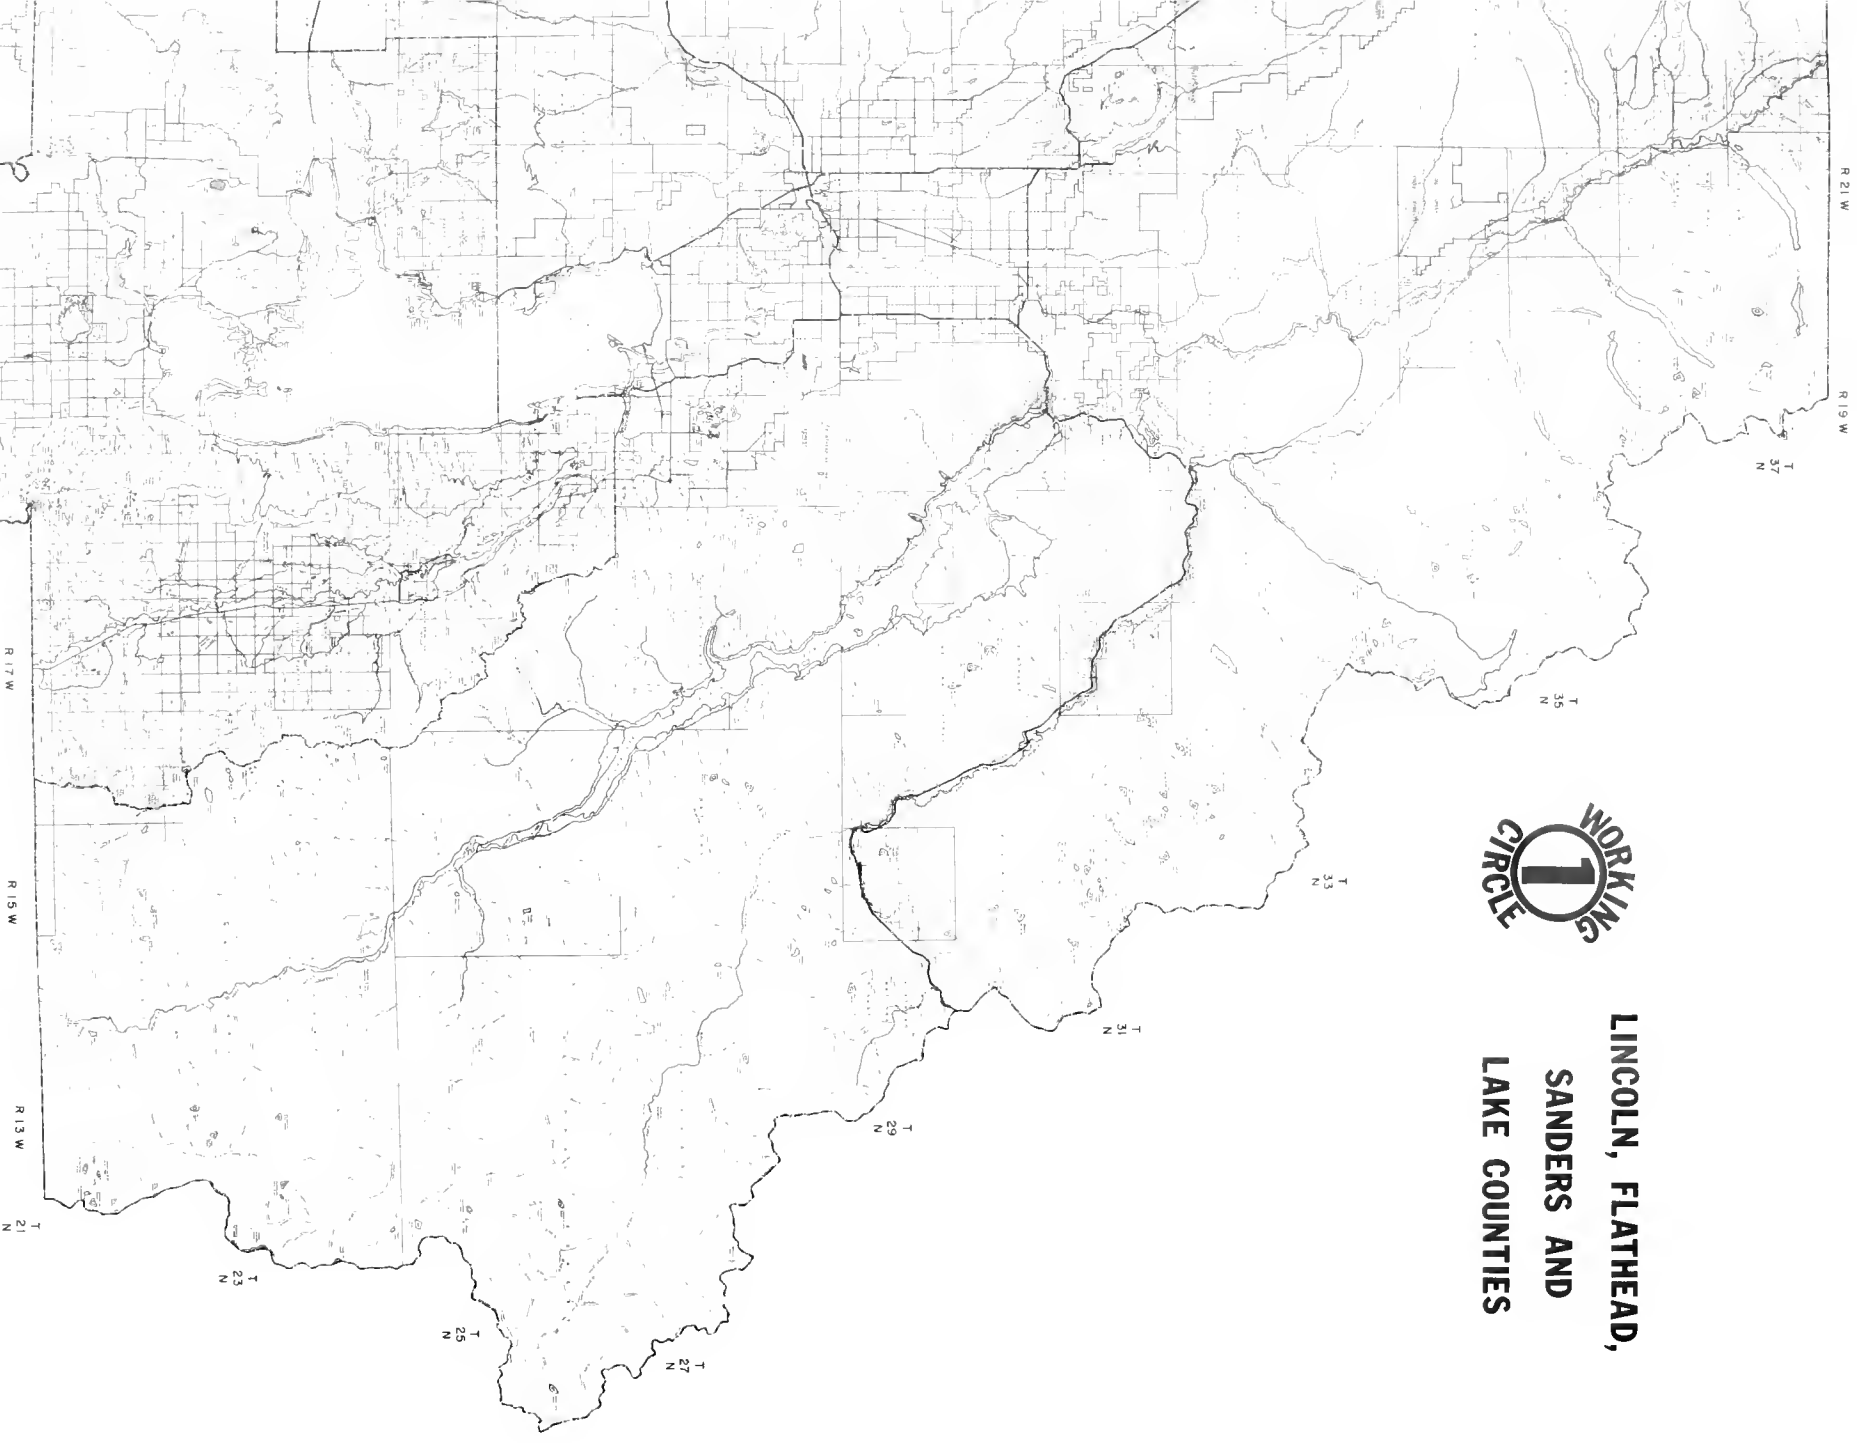 WORKING
1
CIRCLE
LINCOLN, FLATHEAD,
SANDERS AND
LAKE COUNTIES
R 21 W
R 19 W
T
37
N
T
35
N
T
33
N
T
31
N
T
29
N
T
27
N
T
25
N
T
23
N
T
21
N
R 17 W
R 15 W
R 13 W